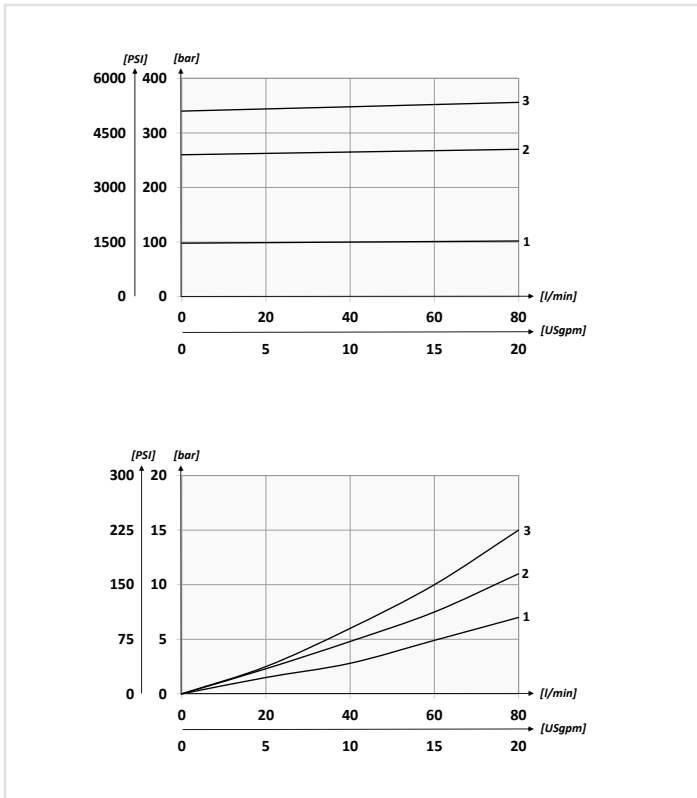 [PSI] [bar]
6000 400
3
4500 300
2
3000 200
1500 100 1
0 0
[l/min]
0 20 40 60 80
[USgpm]
0 5 10 15 20
[PSI] [bar]
300 20
225 15 3
2
150 10
1
75 5
0 0
[l/min]
0 20 40 60 80
[USgpm]
0 5 10 15 20